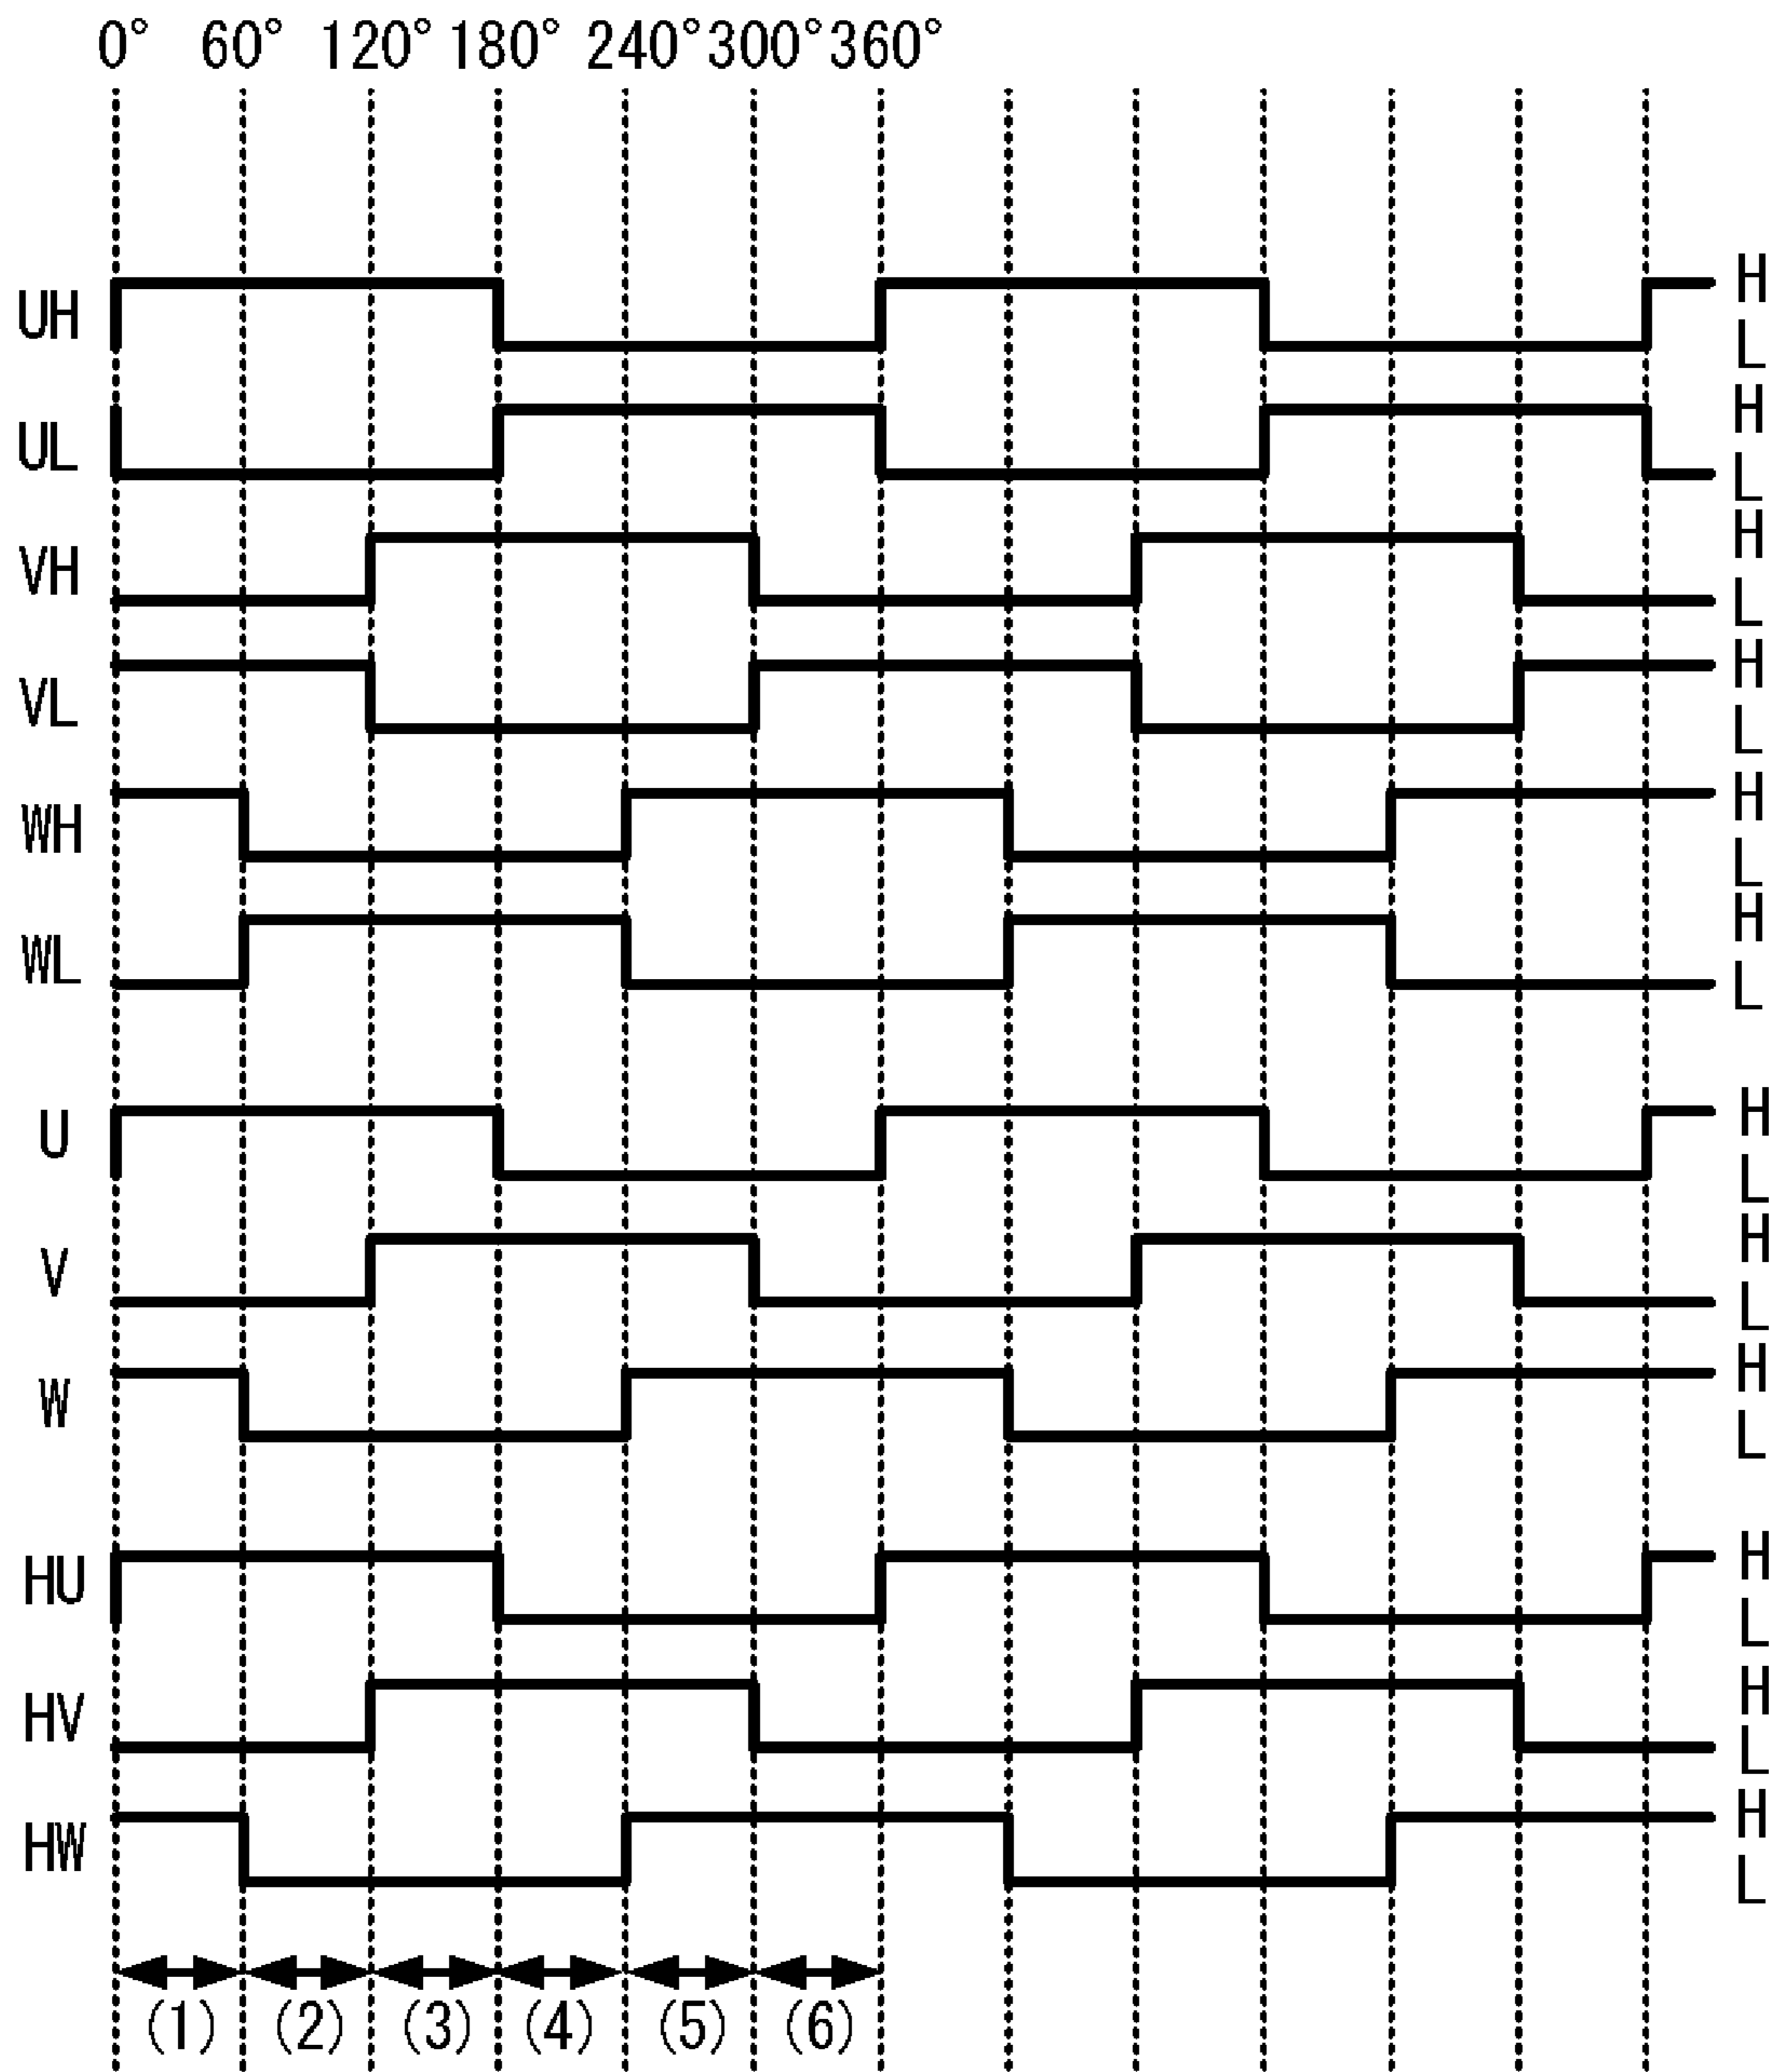 0° 60° 120° 180° 240° 300° 360°
UH H
L
UL H
L
VH H
L
VL H
L
WH H
L
WL H
L
U H
L
V H
L
W H
L
HU H
L
HV H
L
HW H
L
(1) (2) (3) (4) (5) (6)